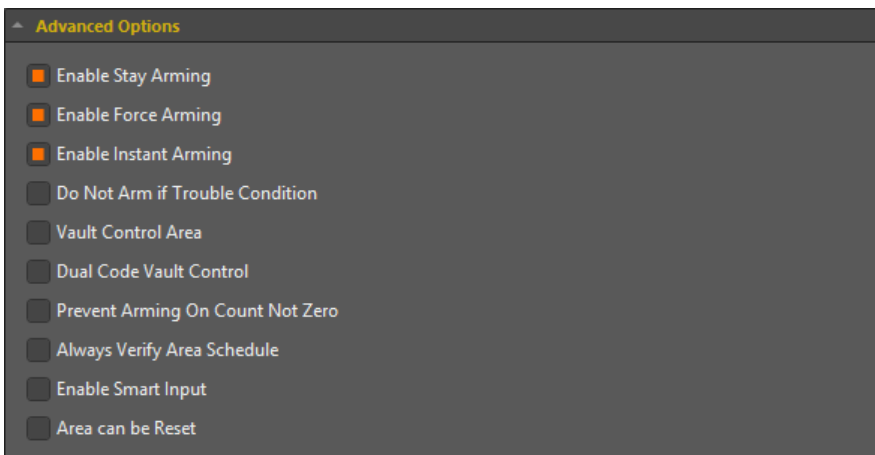 Advanced Options
Enable Stay Arming
Enable Force Arming
Enable Instant Arming
Do Not Arm if Trouble Condition
Vault Control Area
Dual Code Vault Control
Prevent Arming On Count Not Zero
Always Verify Area Schedule
Enable Smart Input
Area can be Reset